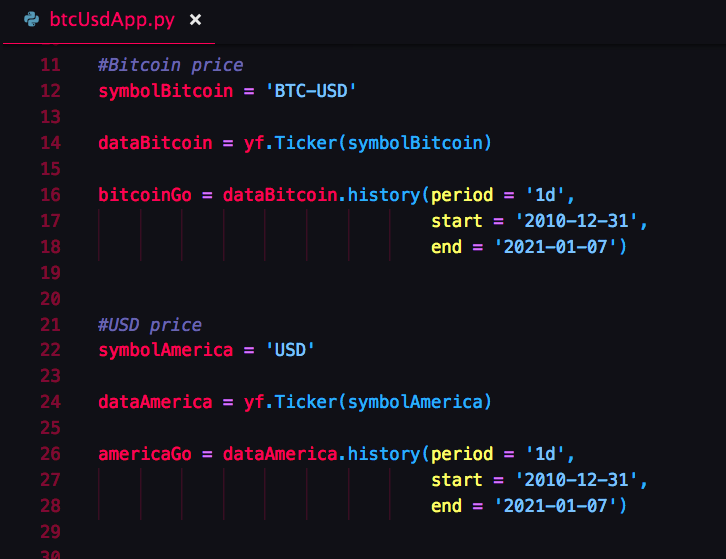 btcUsdApp.py ×
11 #Bitcoin price
12 symbolBitcoin = 'BTC-USD'
13
14 dataBitcoin = yf.Ticker(symbolBitcoin)
15
16 bitcoinGo = dataBitcoin.history(period = '1d',
17 start = '2010-12-31',
18 end = '2021-01-07')
19
20
21 #USD price
22 symbolAmerica = 'USD'
23
24 dataAmerica = yf.Ticker(symbolAmerica)
25
26 americaGo = dataAmerica.history(period = '1d',
27 start = '2010-12-31',
28 end = '2021-01-07')
29
30